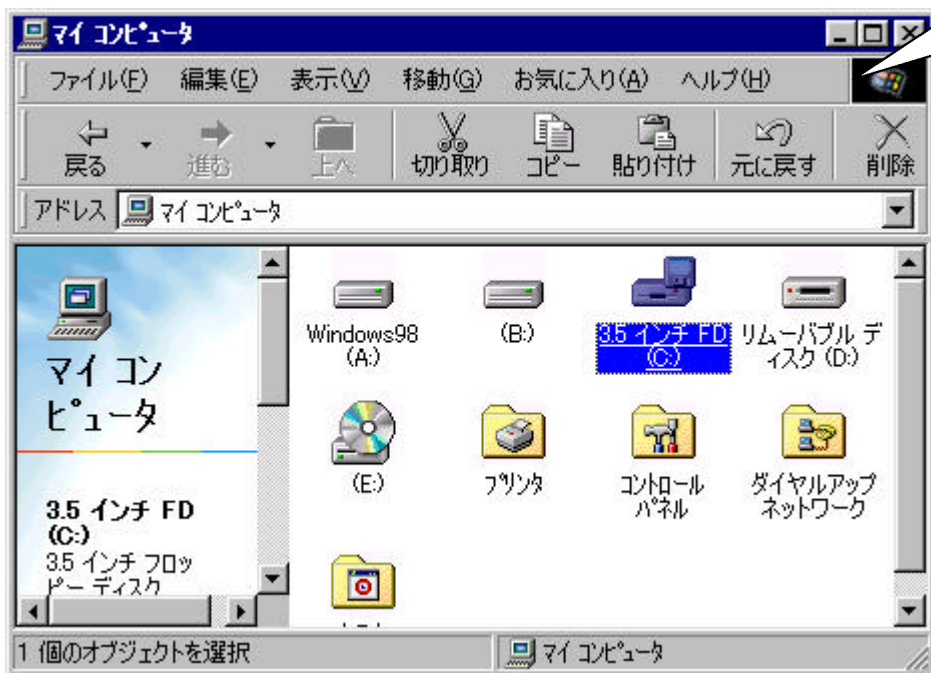 マイ コンピュータ
ファイル(F) 編集(E) 表示(V) 移動(G) お気に入り(A) ヘルプ(H)
戻る 進む 上へ 切り取り コピー 貼り付け 元に戻す 削除
アドレス マイ コンピュータ
マイ コン
ピュータ
3.5 インチ FD
(C:)
3.5 インチ フロッ
ピー ディスク
Windows98
(A:)
(B:)
3.5 インチ FD
(C:)
リムーバブル デ
ィスク (D:)
(E:)
プリンタ
コントロール
パネル
ダイヤルアップ
ネットワーク
1 個のオブジェクトを選択 マイ コンピュータ